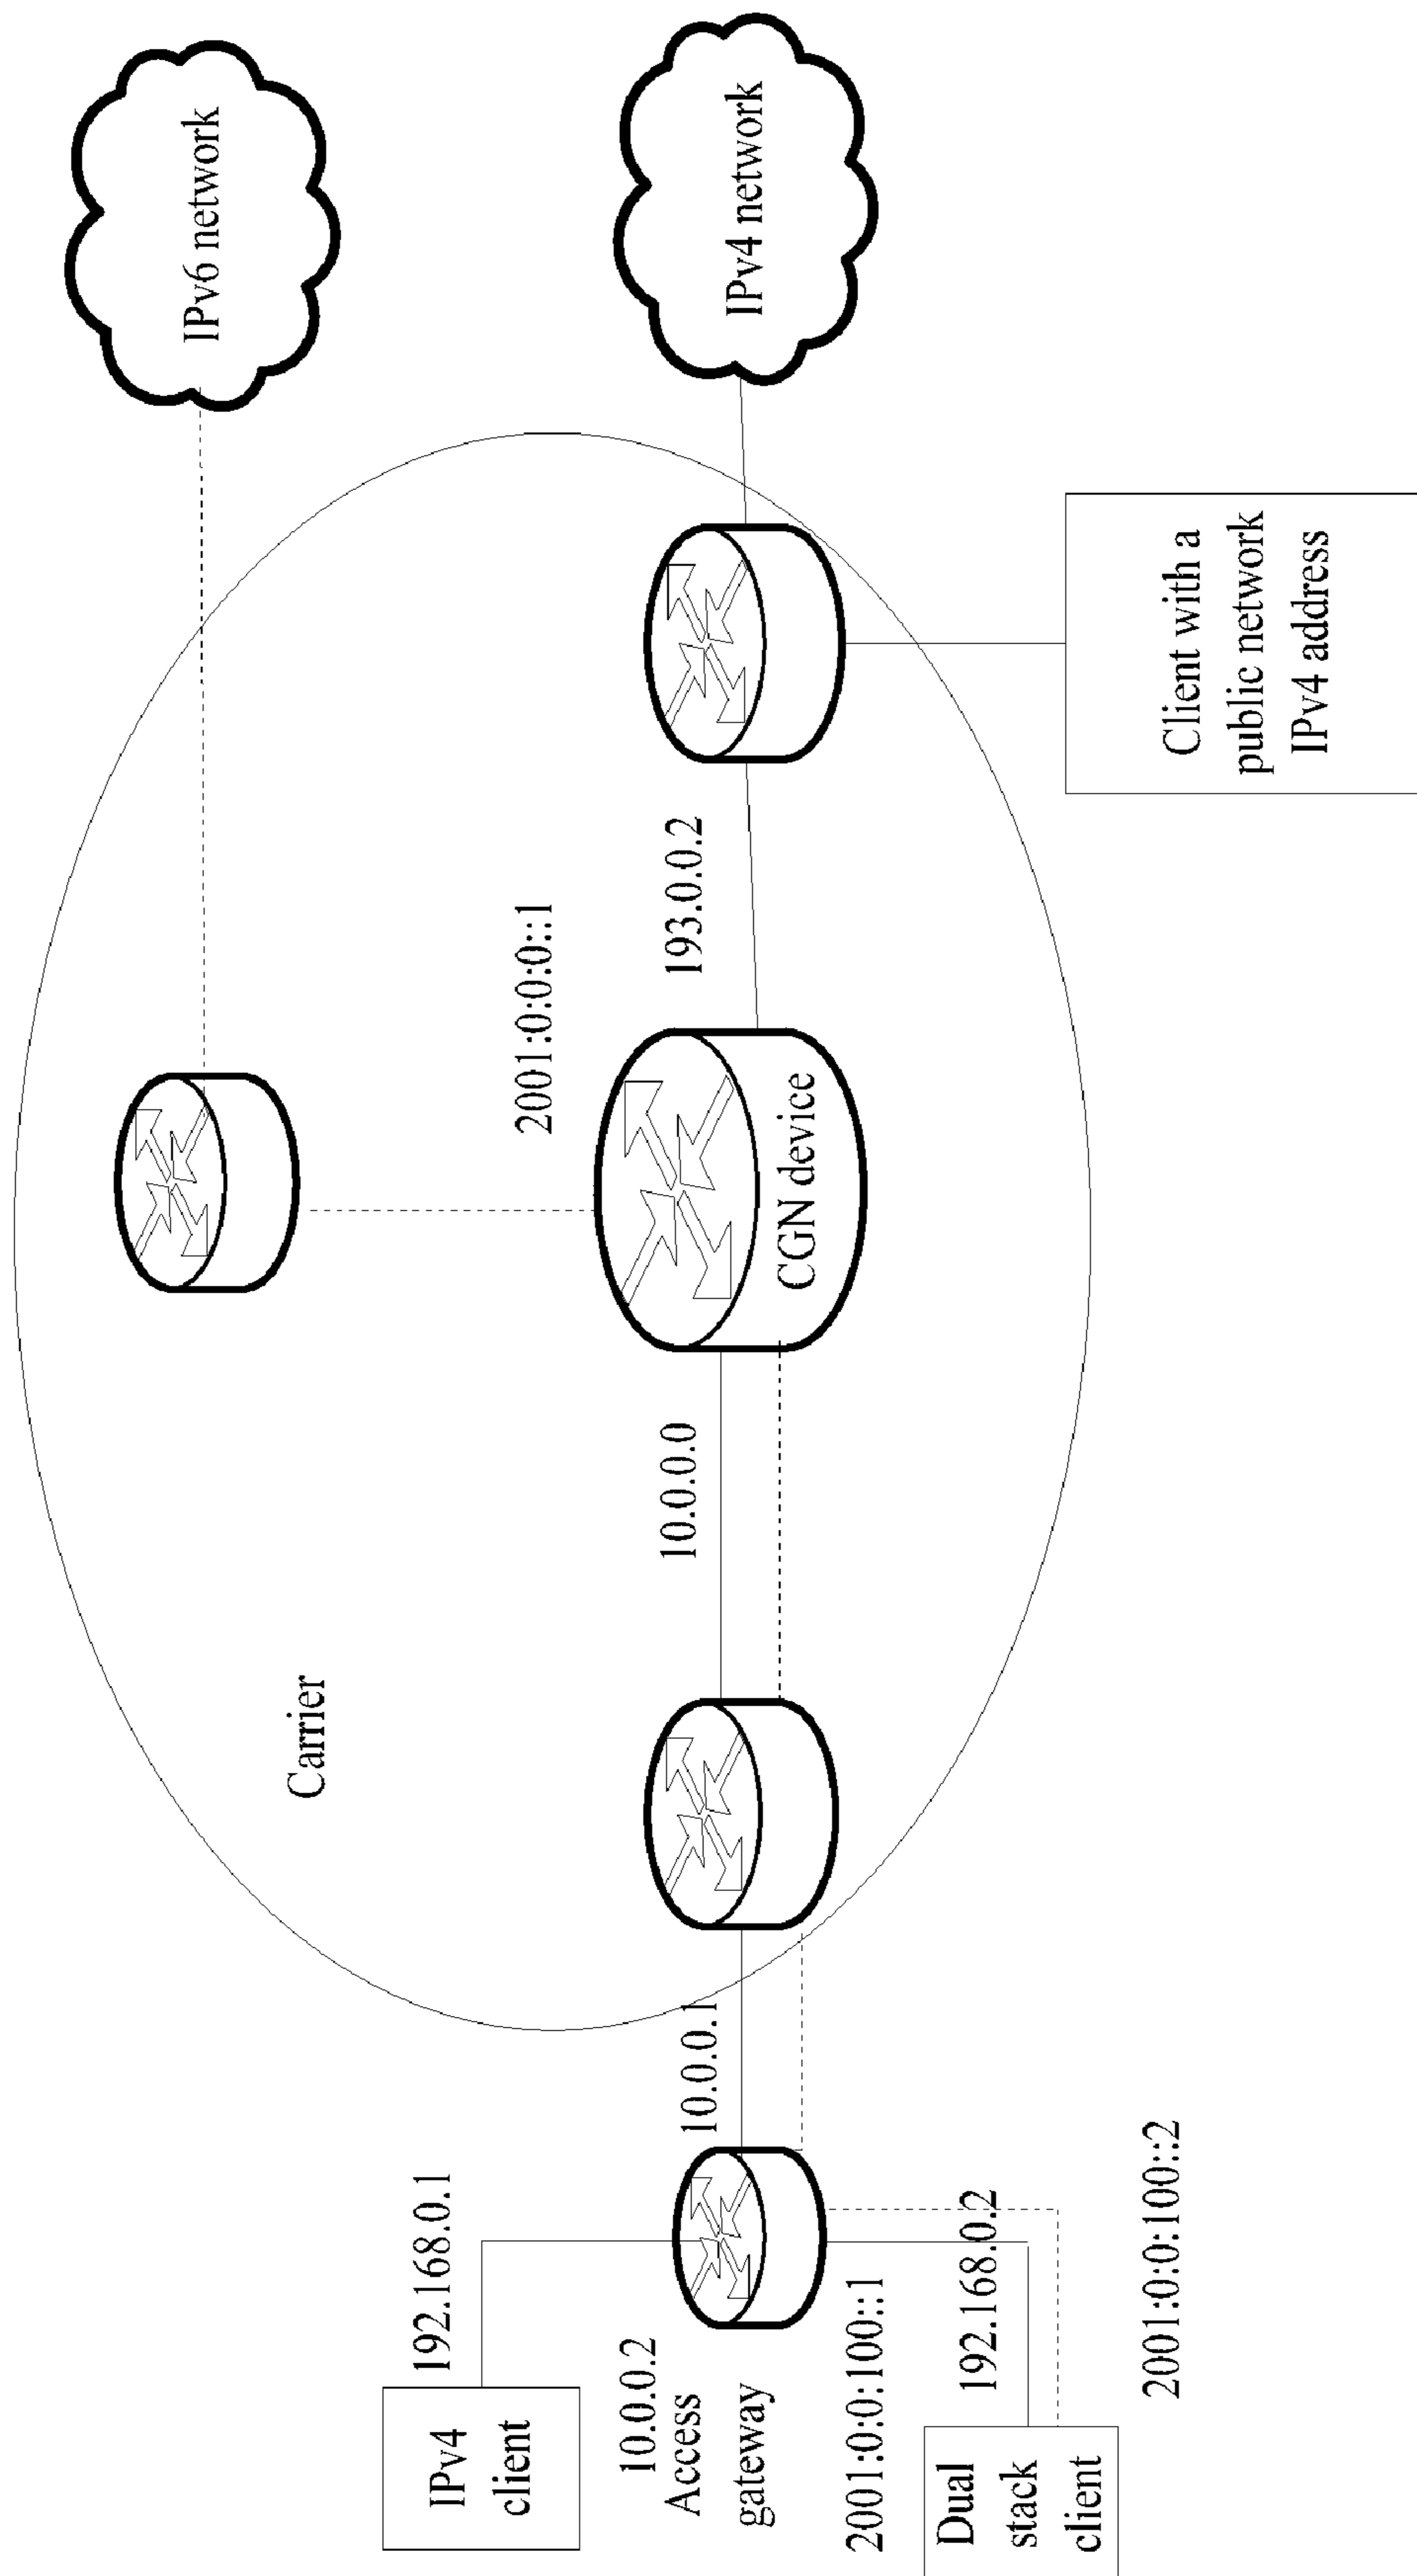 IPv6 network
IPv4 network
Carrier
2001:0:0:0::1
193.0.0.2
10.0.0.0
CGN device
Client with a
public network
IPv4 address
10.0.0.1
192.168.0.1
IPv4
client
10.0.0.2
Access
gateway
2001:0:0:100::1
192.168.0.2
Dual
stack
client
2001:0:0:100::2